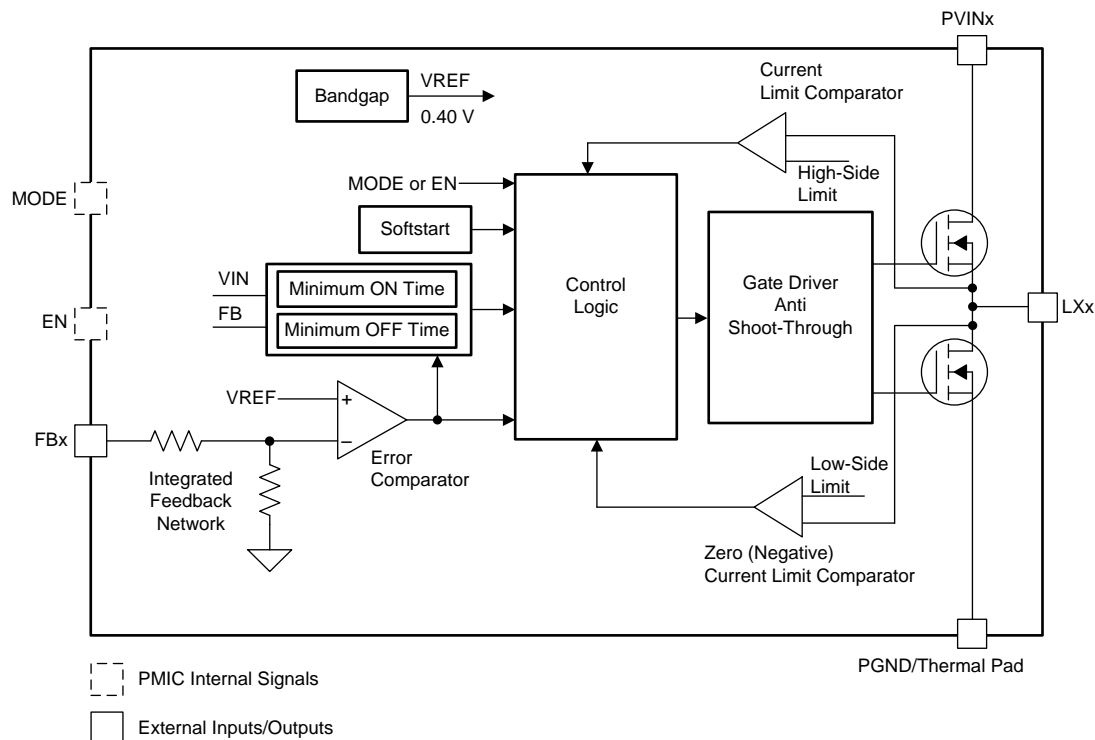 PVINx
Bandgap
VREF
0.40 V
Current
Limit Comparator
High-Side
Limit
MODE
MODE or EN
Softstart
VIN
FB
Minimum ON Time
Minimum OFF Time
Control
Logic
Gate Driver
Anti
Shoot-Through
LXx
EN
VREF
+
−
FBx
Error
Comparator
Integrated
Feedback
Network
Low-Side
Limit
Zero (Negative)
Current Limit Comparator
PGND/Thermal Pad
PMIC Internal Signals
External Inputs/Outputs